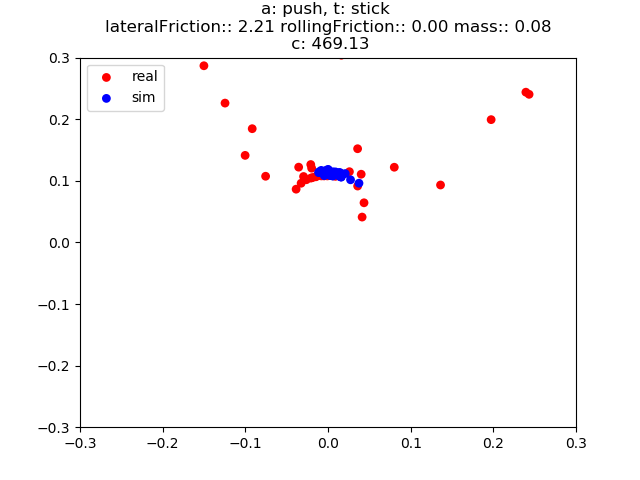 a: push, t: stick
lateralFriction:: 2.21 rollingFriction:: 0.00 mass:: 0.08
c: 469.13
real
sim
0.3
0.2
0.1
0.0
−0.1
−0.2
−0.3
−0.3
−0.2
−0.1
0.0
0.1
0.2
0.3